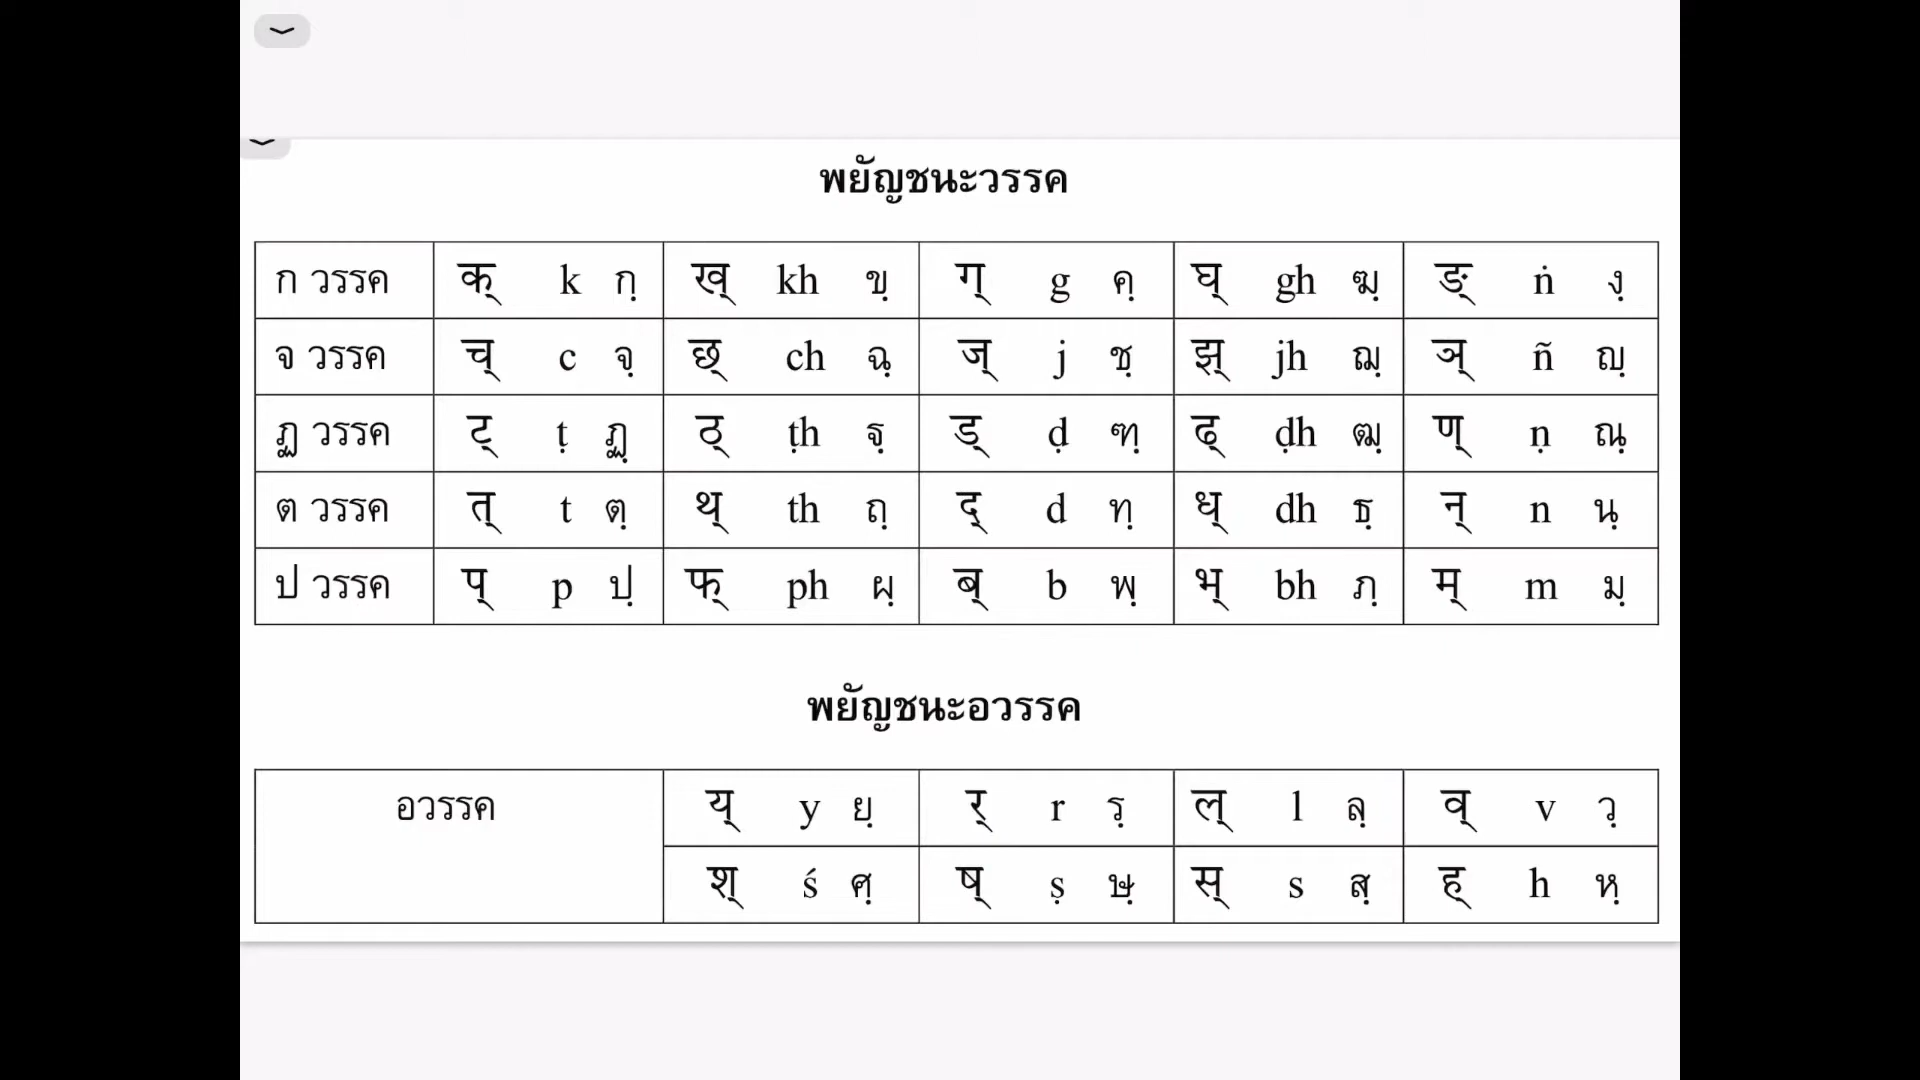 พยัญชนะวรรค
ก วรรค क् k กฺ ख् kh ขฺ ग् g คฺ घ् gh ฆฺ ङ् ṅ งฺ
จ วรรค च् c จฺ छ् ch ฉฺ ज् j ชฺ झ् jh ฌฺ ञ् ñ ญฺ
ฏ วรรค ट् ṭ ฏฺ ठ् ṭh ฐฺ ड् ḍ ฑฺ ढ् ḍh ฒฺ ण् ṇ ณฺ
ต วรรค त् t ตฺ थ् th ถฺ द् d ทฺ ध् dh ธฺ न् n นฺ
ป วรรค प् p ปฺ फ् ph ผฺ ब् b พฺ भ् bh ภฺ म् m มฺ
พยัญชนะอวรรค
อวรรค य् y ยฺ र् r รฺ ल् l ลฺ व् v วฺ
श् ś ศฺ ष् ṣ ษฺ स् s สฺ ह् h หฺ